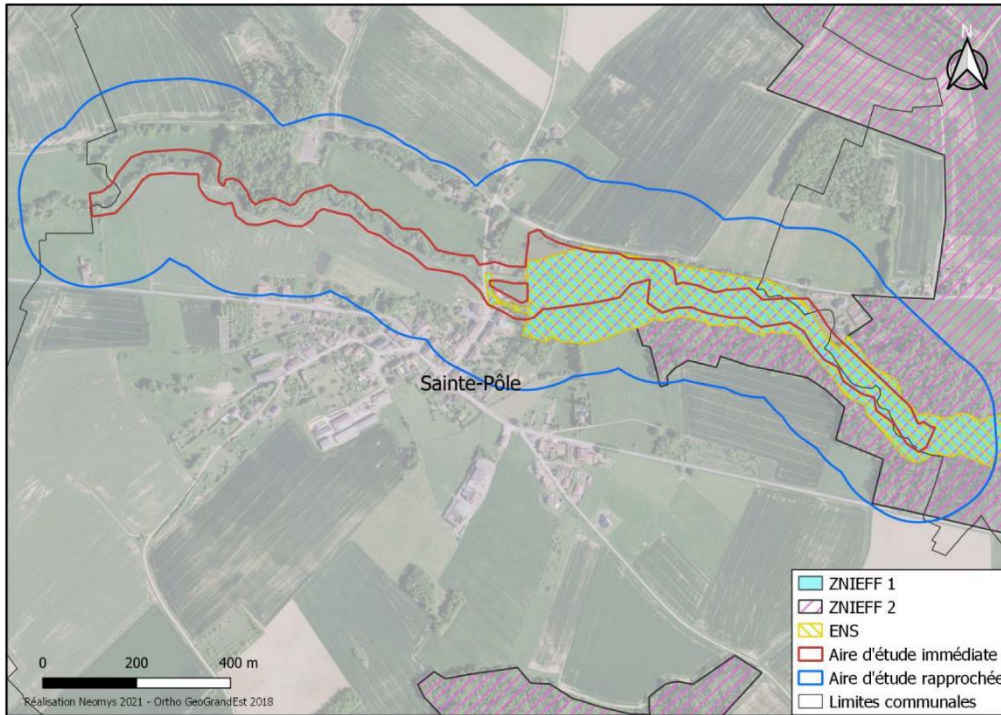 N
Sainte-Pôle
ZNIEFF 1
ZNIEFF 2
ENS
Aire d'étude immédiate
Aire d'étude rapprochée
Limites communales
0 200 400 m
Réalisation Neomys 2021 - Ortho GeoGrandEst 2018